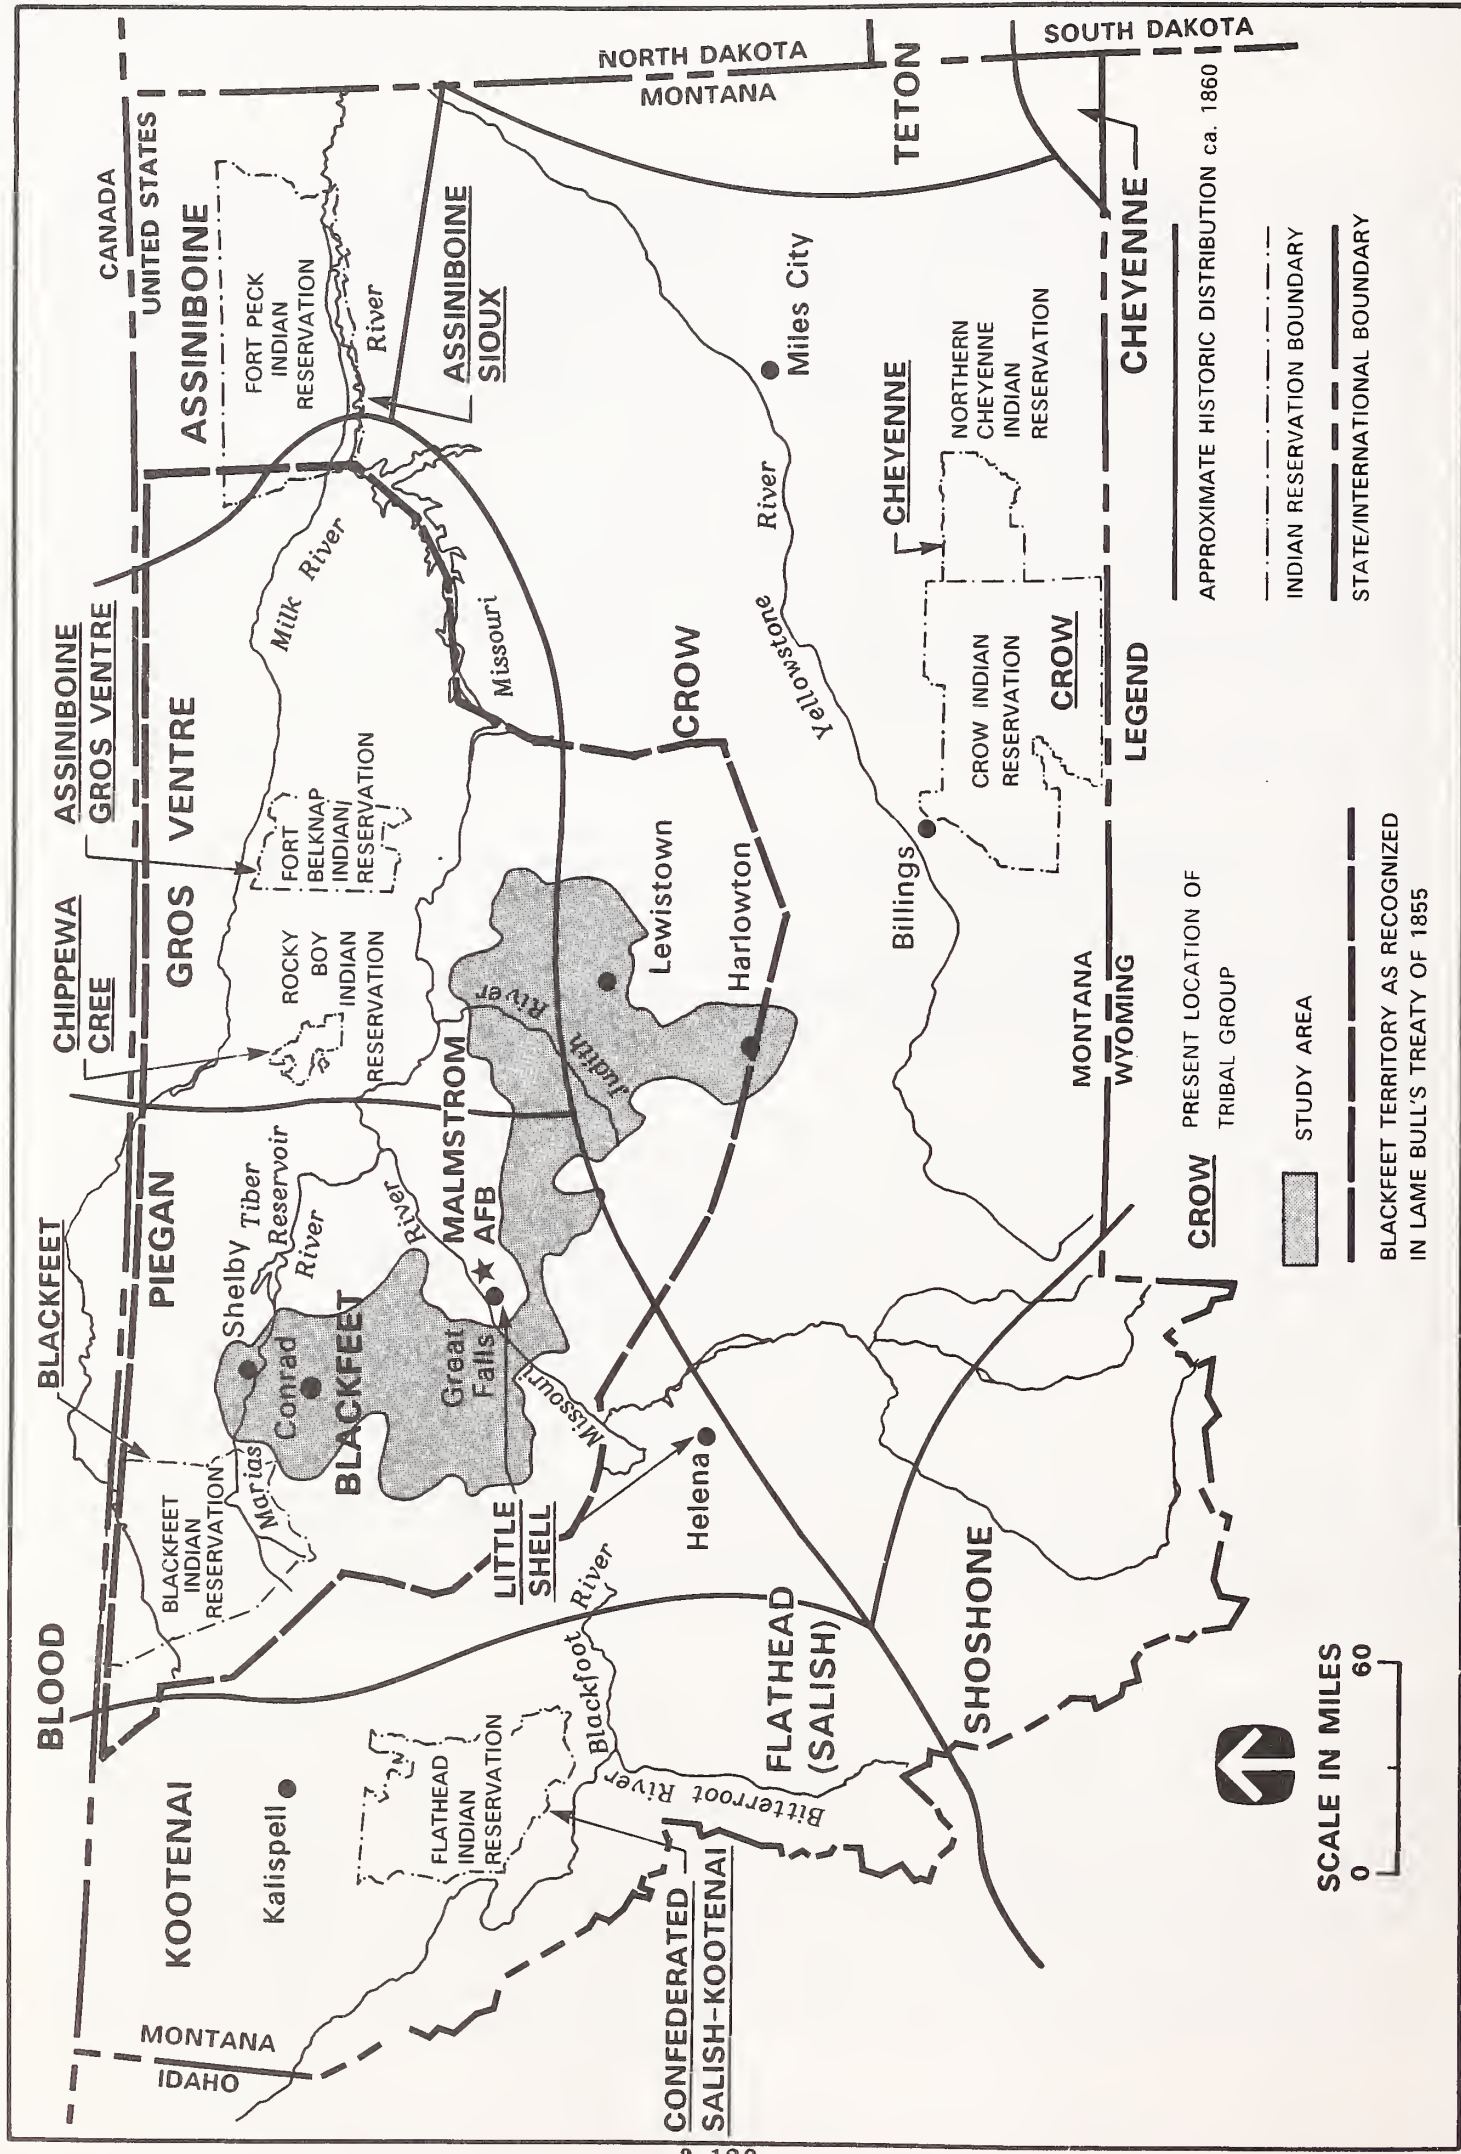 BLOOD
BLACKFEET
CHIPPEWA
CREE
ASSINIBOINE
GROS VENTRE
CANADA
UNITED STATES
KOOTENAI
PIEGAN
GROS VENTRE
ASSINIBOINE
MONTANA
IDAHO
Kalispell
BLACKFEET
INDIAN
RESERVATION
Marias
River
Shelby
Tiber
Reservoir
Conrad
BLACKFEET
ROCKY
BOY
INDIAN
RESERVATION
FORT
BELKNAP
INDIAN
RESERVATION
Milk River
FORT PECK
INDIAN
RESERVATION
River
ASSINIBOINE
SIOUX
NORTH DAKOTA
MONTANA
SOUTH DAKOTA
TETON
FLATHEAD
INDIAN
RESERVATION
Great
Falls
River
MALMSTROM
AFB
Missouri
Missouri
LITTLE
SHELL
Helena
Judith River
Lewistown
Harlowton
CROW
Blackfoot River
Bitterroot River
FLATHEAD
(SALISH)
CONFEDERATED
SALISH-KOOTENAI
SHOSHONE
Yellowstone River
Miles City
Billings
CHEYENNE
NORTHERN
CHEYENNE
INDIAN
RESERVATION
CROW INDIAN
RESERVATION
CROW
CHEYENNE
MONTANA
WYOMING
LEGEND
CROW
PRESENT LOCATION OF
TRIBAL GROUP
STUDY AREA
BLACKFEET TERRITORY AS RECOGNIZED
IN LAME BULL'S TREATY OF 1855
APPROXIMATE HISTORIC DISTRIBUTION ca. 1860
INDIAN RESERVATION BOUNDARY
STATE/INTERNATIONAL BOUNDARY
SCALE IN MILES
0 60